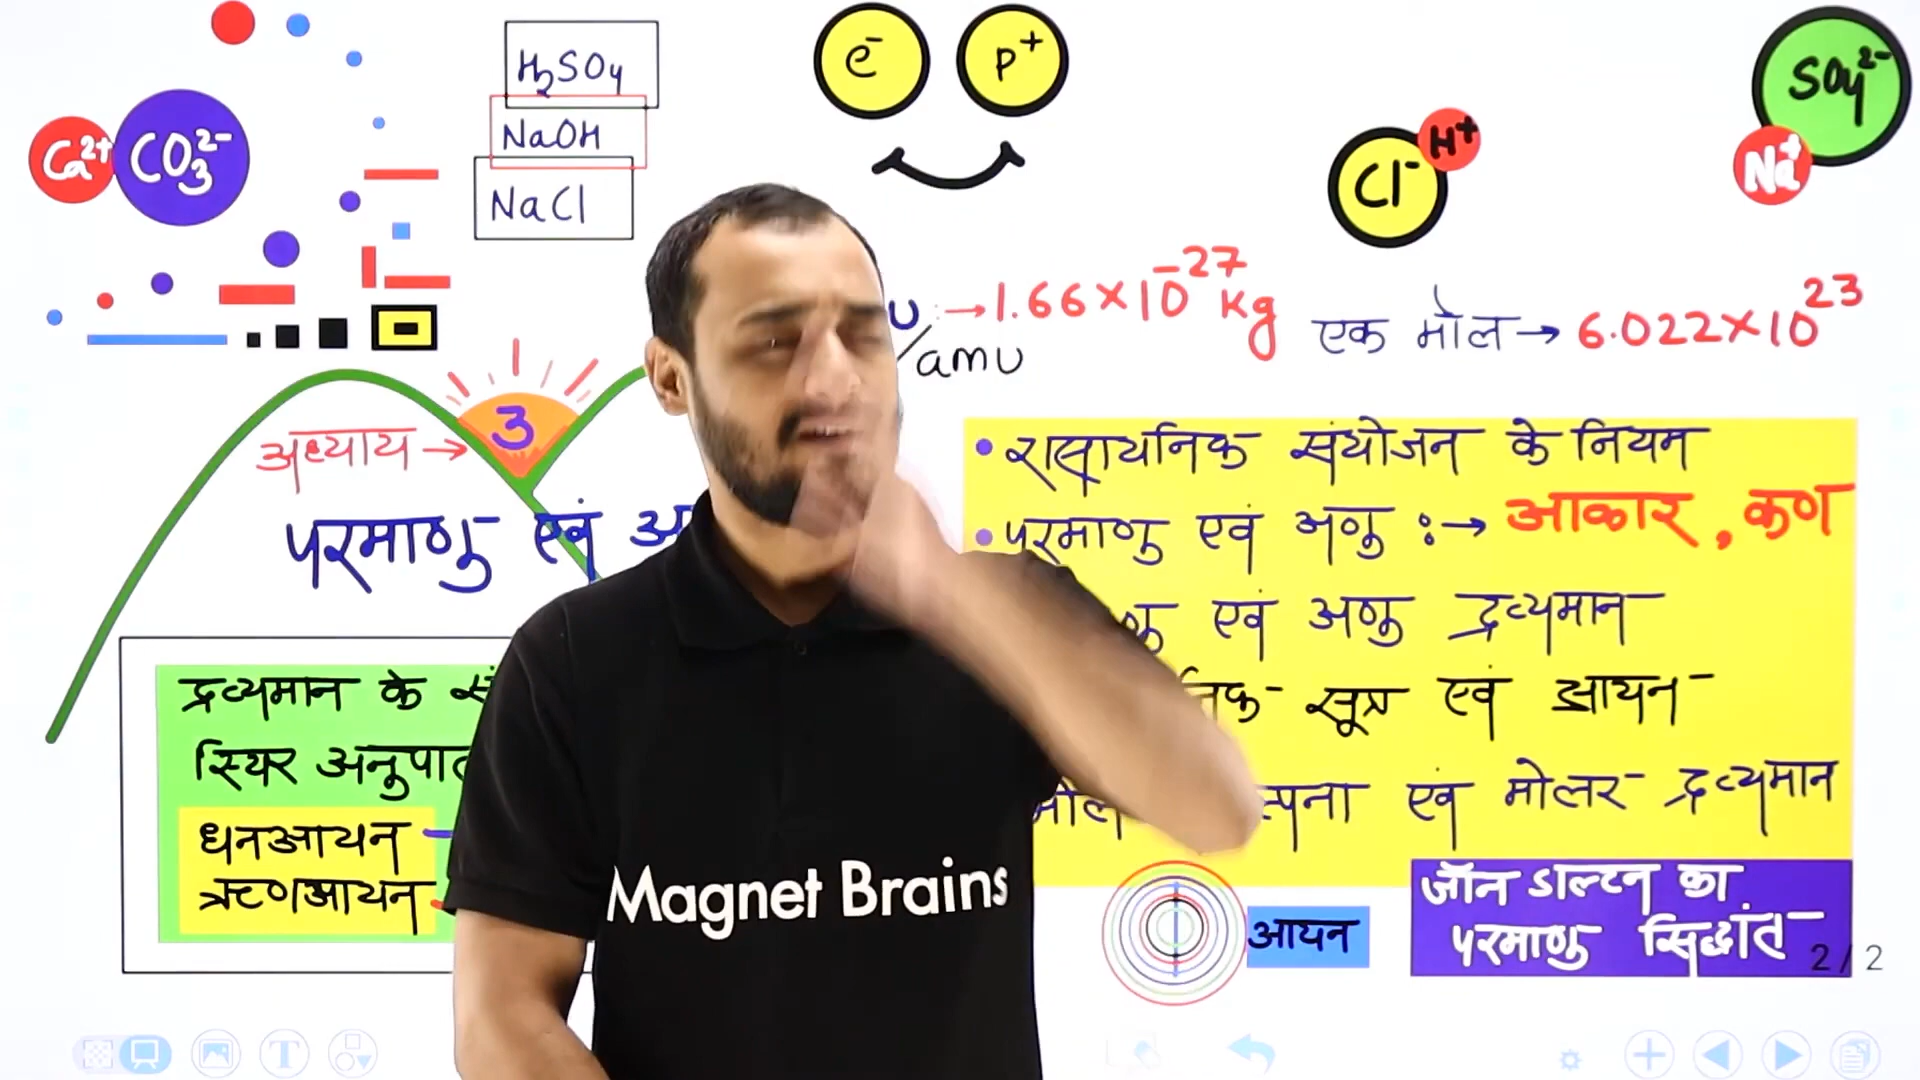 H₂SO₄
NaOH
NaCl
e⁻
p⁺
SO₄²⁻
Na⁺
Cl⁻
H⁺
Ca²⁺
CO₃²⁻
u → 1.66×10⁻²⁷ kg
/amu
एक मोल → 6.022×10²³
अध्याय → 3
परमाणु एवं
• रासायनिक संयोजन के नियम
• परमाणु एवं अणु :→ आकार, कण
एवं अणु द्रव्यमान
सूत्र एवं आयन
एवं मोलर द्रव्यमान
द्रव्यमान के
स्थिर
धनआयन
ऋणआयन
आयन
जॉन डाल्टन का
परमाणु सिद्धांत
2/2
Magnet Brains
T